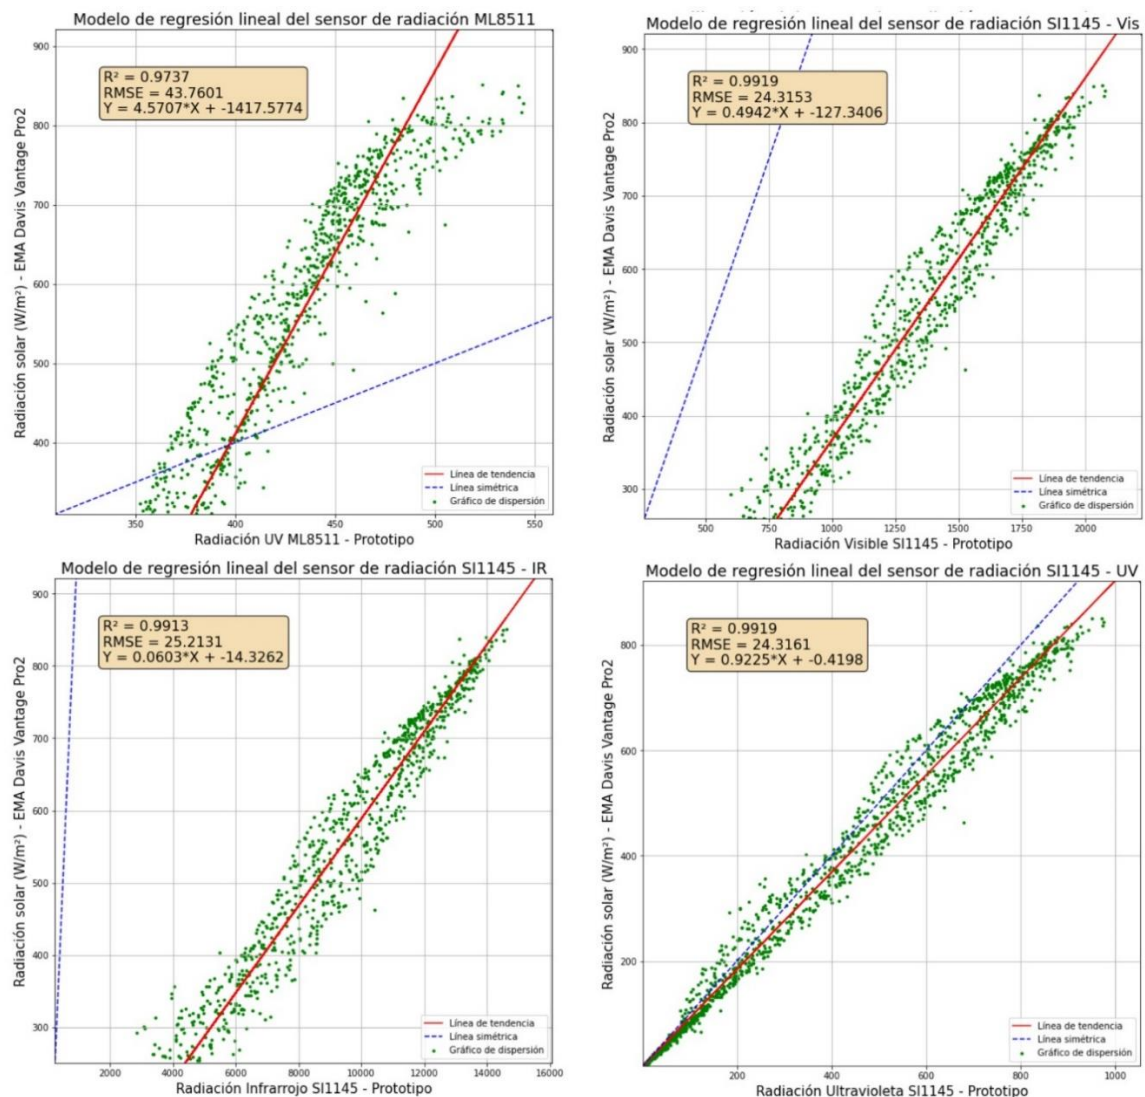 Modelo de regresión lineal del sensor de radiación ML8511
R² = 0.9737
RMSE = 43.7601
Y = 4.5707*X + -1417.5774
Radiación solar (W/m²) - EMA Davis Vantage Pro2
900
800
700
600
500
400
350
400
450
500
550
Línea de tendencia
Línea simétrica
Gráfico de dispersión
Radiación UV ML8511 - Prototipo
Modelo de regresión lineal del sensor de radiación SI1145 - Vis
R² = 0.9919
RMSE = 24.3153
Y = 0.4942*X + -127.3406
Radiación solar (W/m²) - EMA Davis Vantage Pro2
900
800
700
600
500
400
300
500
750
1000
1250
1500
1750
2000
Línea de tendencia
Línea simétrica
Gráfico de dispersión
Radiación Visible SI1145 - Prototipo
Modelo de regresión lineal del sensor de radiación SI1145 - IR
R² = 0.9913
RMSE = 25.2131
Y = 0.0603*X + -14.3262
Radiación solar (W/m²) - EMA Davis Vantage Pro2
900
800
700
600
500
400
300
2000
4000
6000
8000
10000
12000
14000
16000
Línea de tendencia
Línea simétrica
Gráfico de dispersión
Radiación Infrarrojo SI1145 - Prototipo
Modelo de regresión lineal del sensor de radiación SI1145 - UV
R² = 0.9919
RMSE = 24.3161
Y = 0.9225*X + -0.4198
Radiación solar (W/m²) - EMA Davis Vantage Pro2
800
600
400
200
200
400
600
800
1000
Línea de tendencia
Línea simétrica
Gráfico de dispersión
Radiación Ultravioleta SI1145 - Prototipo